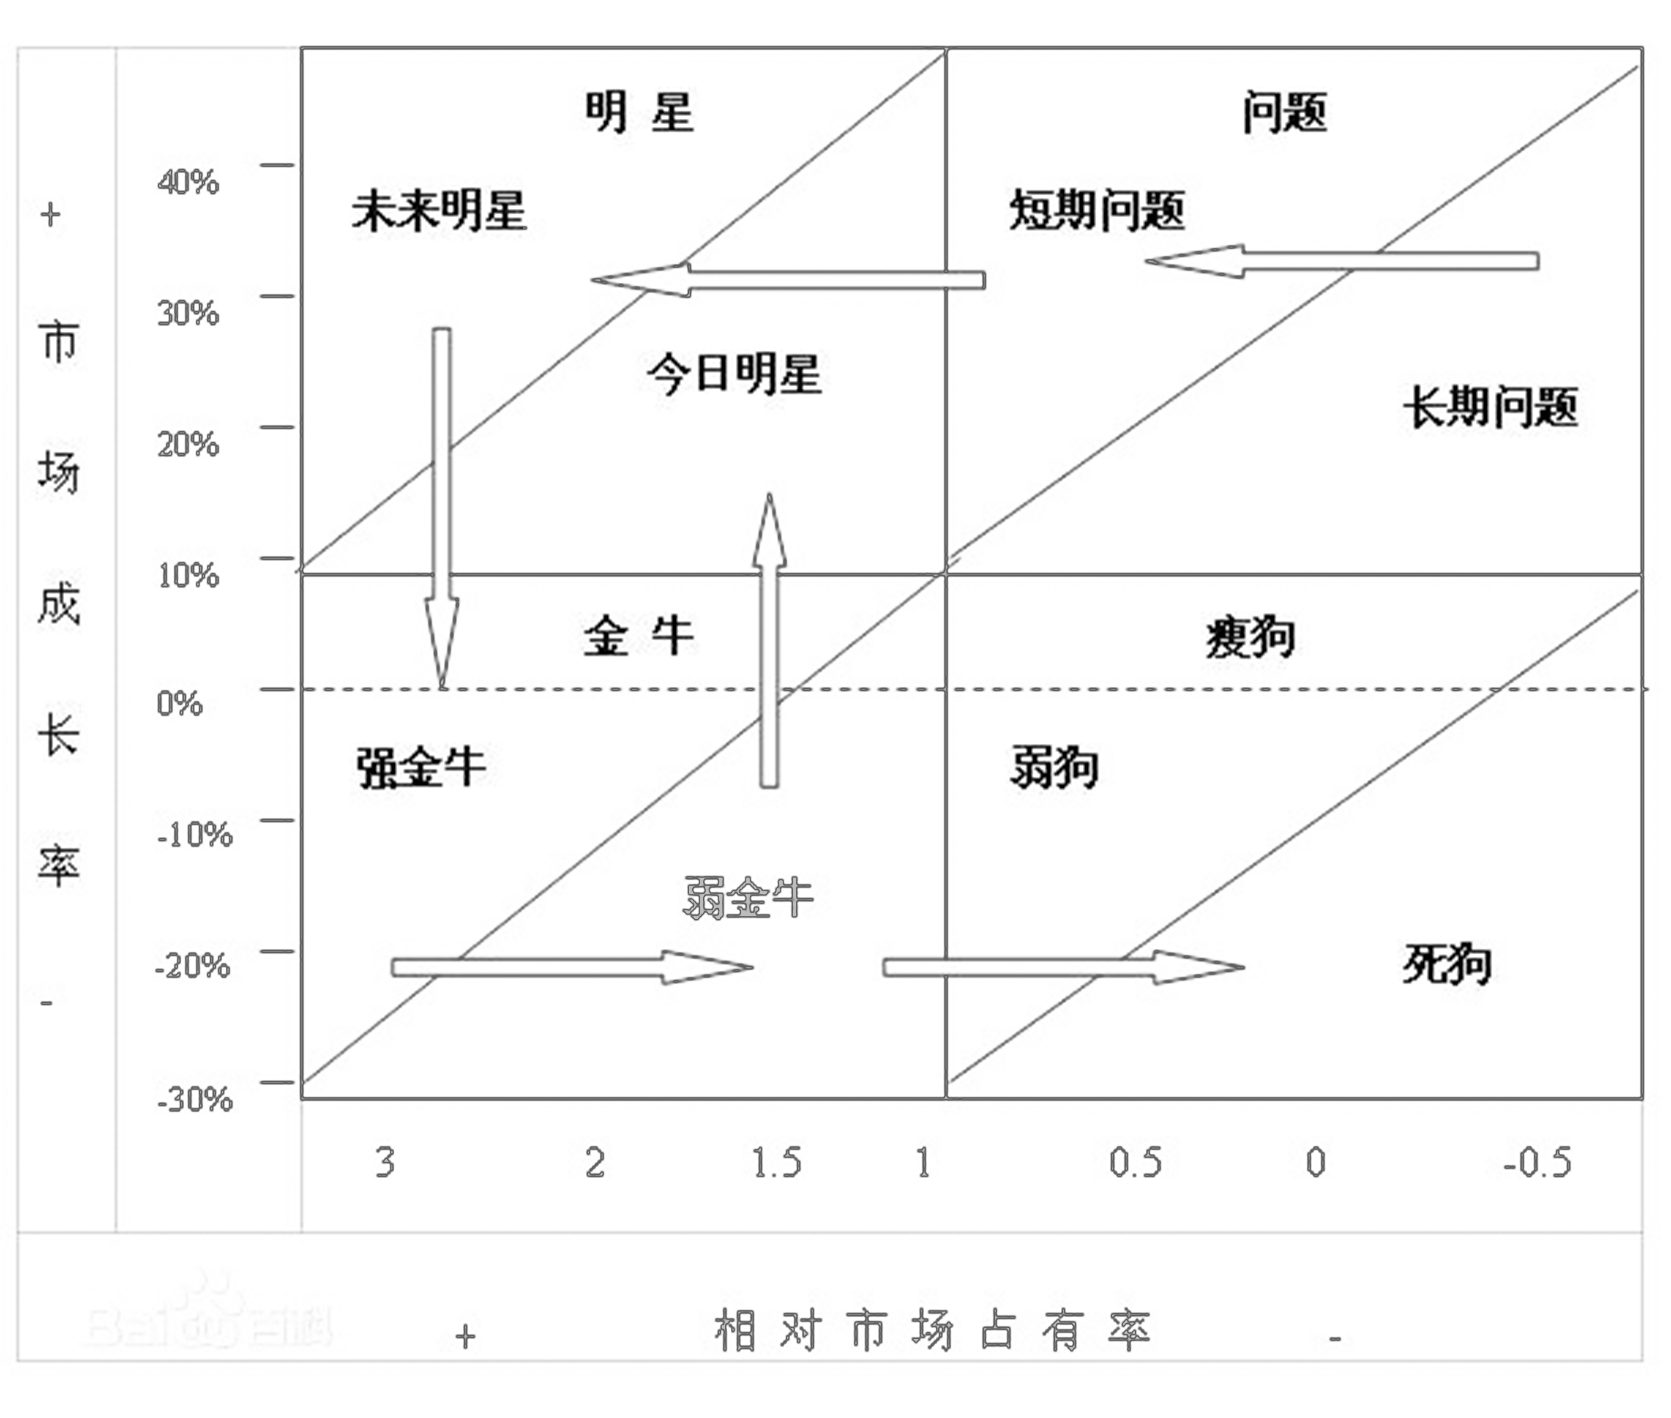 明 星
问题
40%
+
未来明星
短期问题
30%
市
今日明星
长期问题
20%
场
10%
成
金 牛
瘦狗
0%
长
强金牛
弱狗
-10%
率
弱金牛
-20%
死狗
-
-30%
3 2 1.5 1 0.5 0 -0.5
Baidu百科
+ 相对市场占有率 -